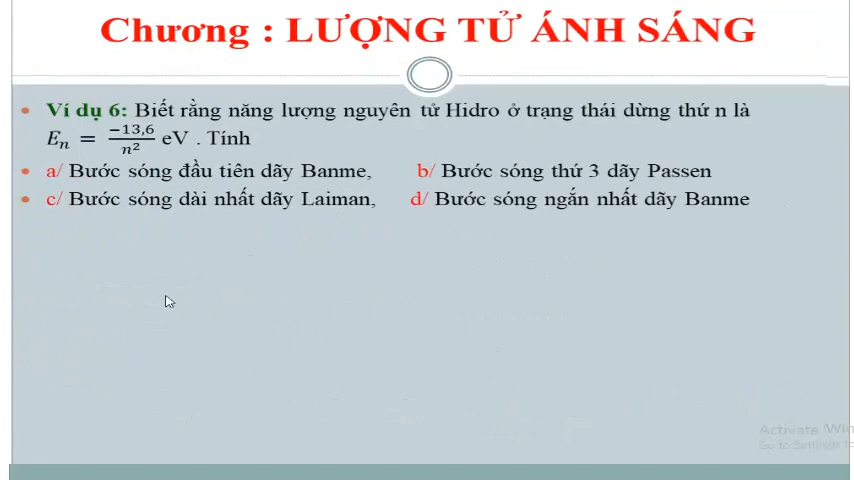 Chương : LƯỢNG TỬ ÁNH SÁNG
Ví dụ 6: Biết rằng năng lượng nguyên tử Hidro ở trạng thái dừng thứ n là
E_n = −13,6/n² eV . Tính
a/ Bước sóng đầu tiên dãy Banme, b/ Bước sóng thứ 3 dãy Passen
c/ Bước sóng dài nhất dãy Laiman, d/ Bước sóng ngắn nhất dãy Banme
Activate Win
Go to Settings to